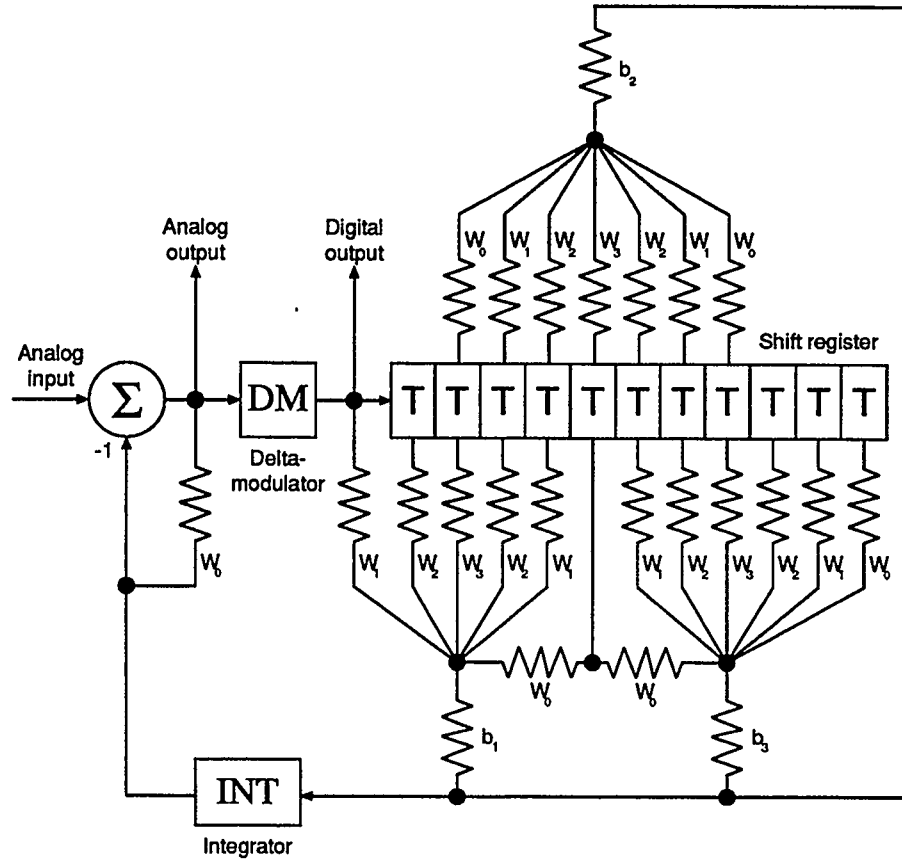 b₂
Analog output
Digital output
W₀ W₁ W₂ W₃ W₂ W₁ W₀
Shift register
Analog input
Σ
DM
T T T T T T T T T T T
-1
Delta-modulator
W₀
W₁ W₂ W₃ W₂ W₁
W₁ W₂ W₃ W₂ W₁ W₀
W₀ W₀
b₁
b₃
INT
Integrator